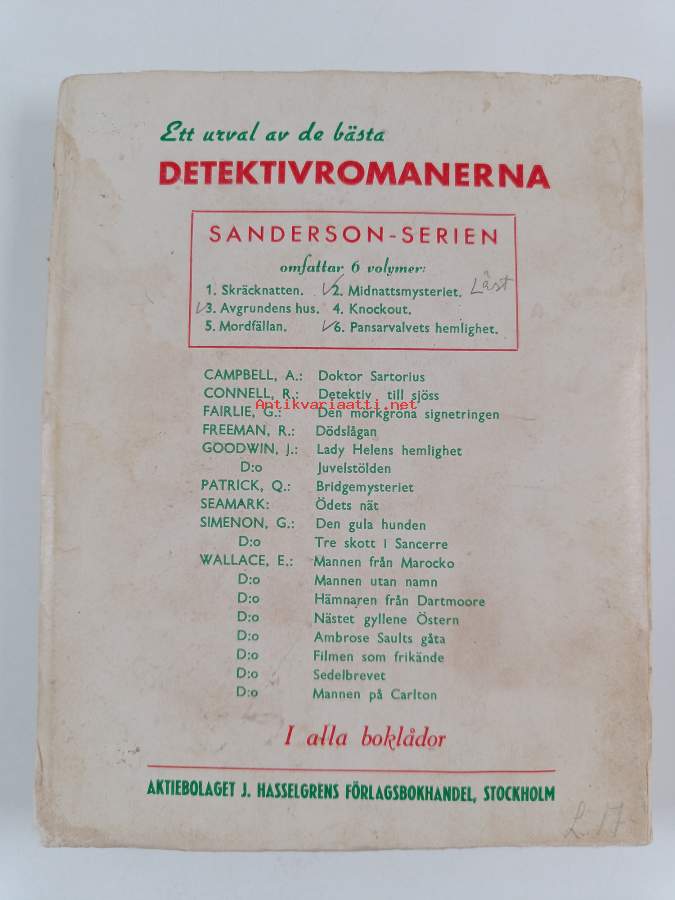 Ett urval av de bästa
DETEKTIVROMANERNA
SANDERSON-SERIEN
omfattar 6 volymer:
1. Skräcknatten. √2. Midnattsmysteriet. Läst
√3. Avgrundens hus. 4. Knockout.
5. Mordfällan. √6. Pansarvalvets hemlighet.
CAMPBELL, A.: Doktor Sartorius
CONNELL, R.: Detektiv till sjöss
Antikvariaatti.net
FAIRLIE, G.: Den mörkgröna signetringen
FREEMAN, R.: Dödslågan
GOODWIN, J.: Lady Helens hemlighet
D:o Juvelstölden
PATRICK, Q.: Bridgemysteriet
SEAMARK: Ödets nät
SIMENON, G.: Den gula hunden
D:o Tre skott i Sancerre
WALLACE, E.: Mannen från Marocko
D:o Mannen utan namn
D:o Hämnaren från Dartmoore
D:o Nästet gyllene Östern
D:o Ambrose Saults gåta
D:o Filmen som frikände
D:o Sedelbrevet
D:o Mannen på Carlton
I alla boklådor
AKTIEBOLAGET J. HASSELGRENS FÖRLAGSBOKHANDEL, STOCKHOLM
L. 17